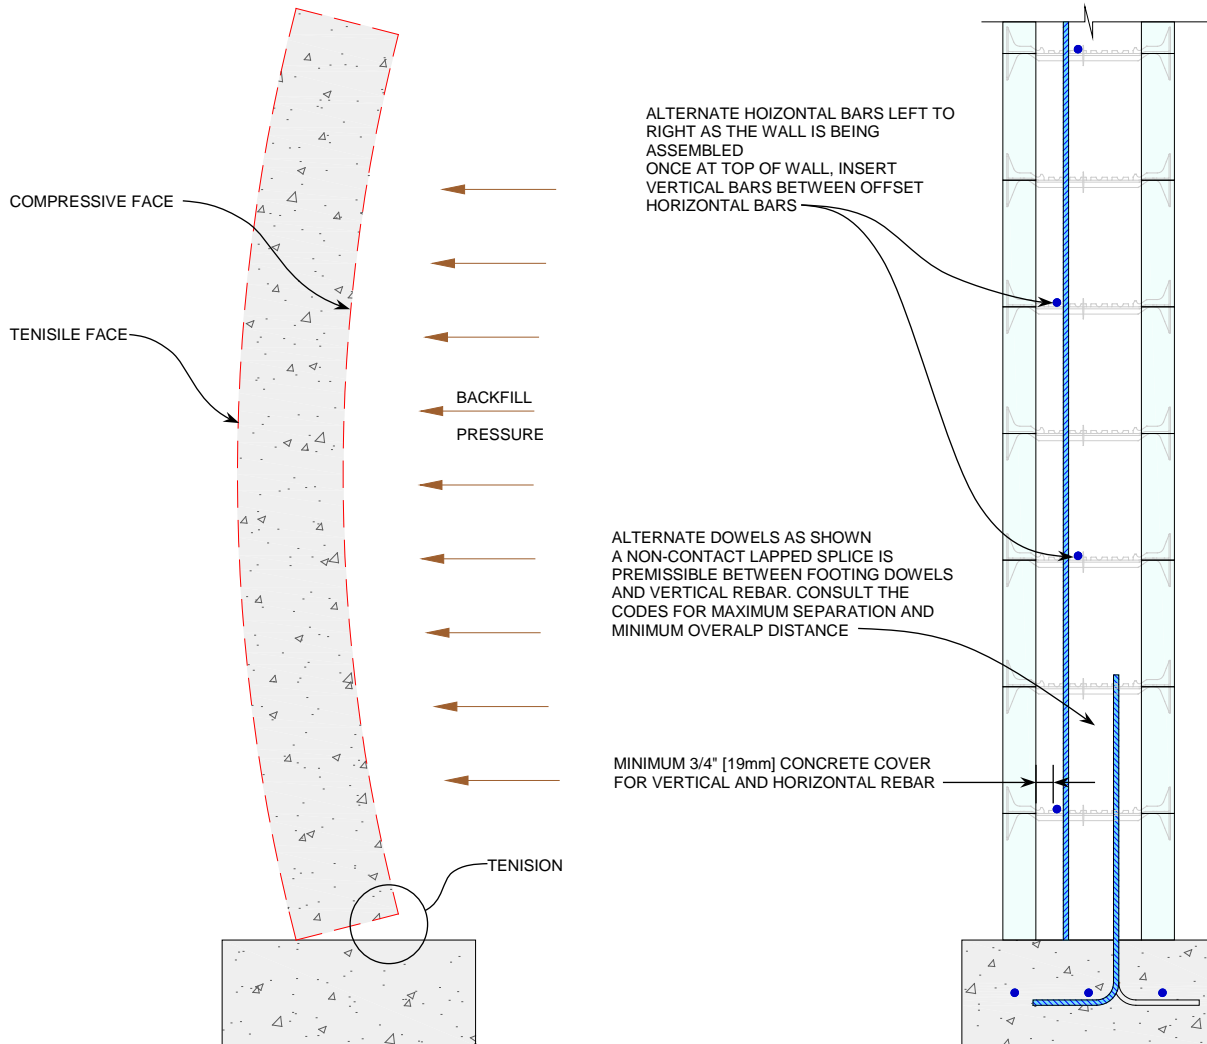 COMPRESSIVE FACE
TENISILE FACE
BACKFILL
PRESSURE
TENISION
ALTERNATE HOIZONTAL BARS LEFT TO
RIGHT AS THE WALL IS BEING
ASSEMBLED
ONCE AT TOP OF WALL, INSERT
VERTICAL BARS BETWEEN OFFSET
HORIZONTAL BARS
ALTERNATE DOWELS AS SHOWN
A NON-CONTACT LAPPED SPLICE IS
PREMISSIBLE BETWEEN FOOTING DOWELS
AND VERTICAL REBAR. CONSULT THE
CODES FOR MAXIMUM SEPARATION AND
MINIMUM OVERALP DISTANCE
MINIMUM 3/4" [19mm] CONCRETE COVER
FOR VERTICAL AND HORIZONTAL REBAR